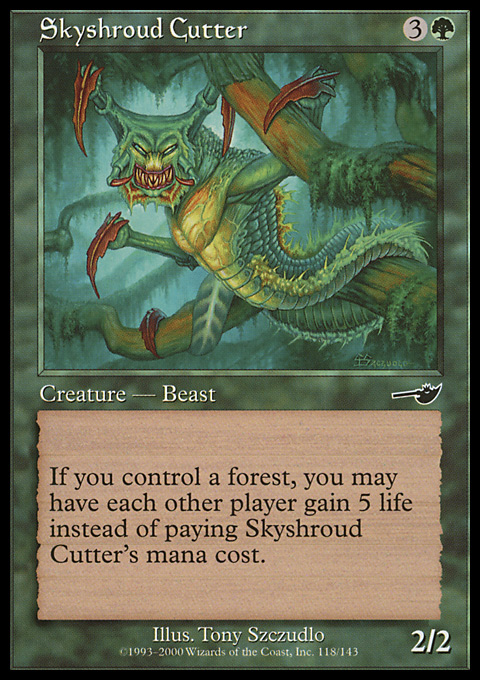 Skyshroud Cutter 3
SZCZUDLO
Creature — Beast
If you control a forest, you may
have each other player gain 5 life
instead of paying Skyshroud
Cutter's mana cost.
Illus. Tony Szczudlo
©1993-2000 Wizards of the Coast, Inc. 118/143
2/2